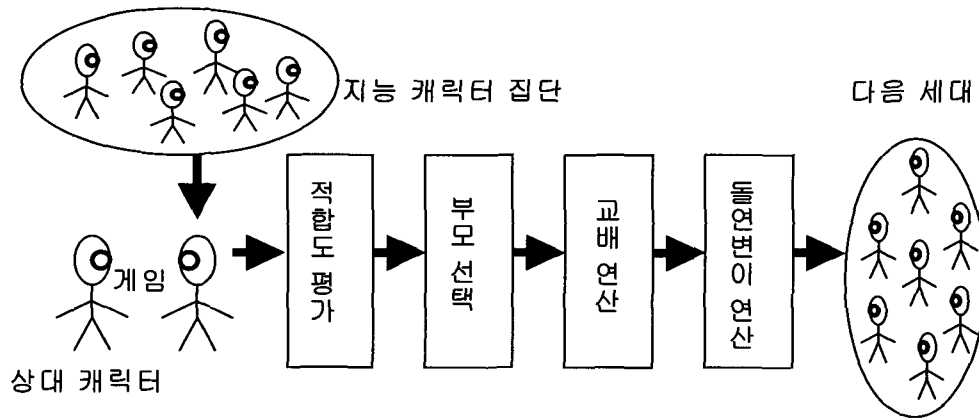 지능 캐릭터 집단
다음 세대
게임
상대 캐릭터
적합도 평가
부모 선택
교배 연산
돌연변이 연산